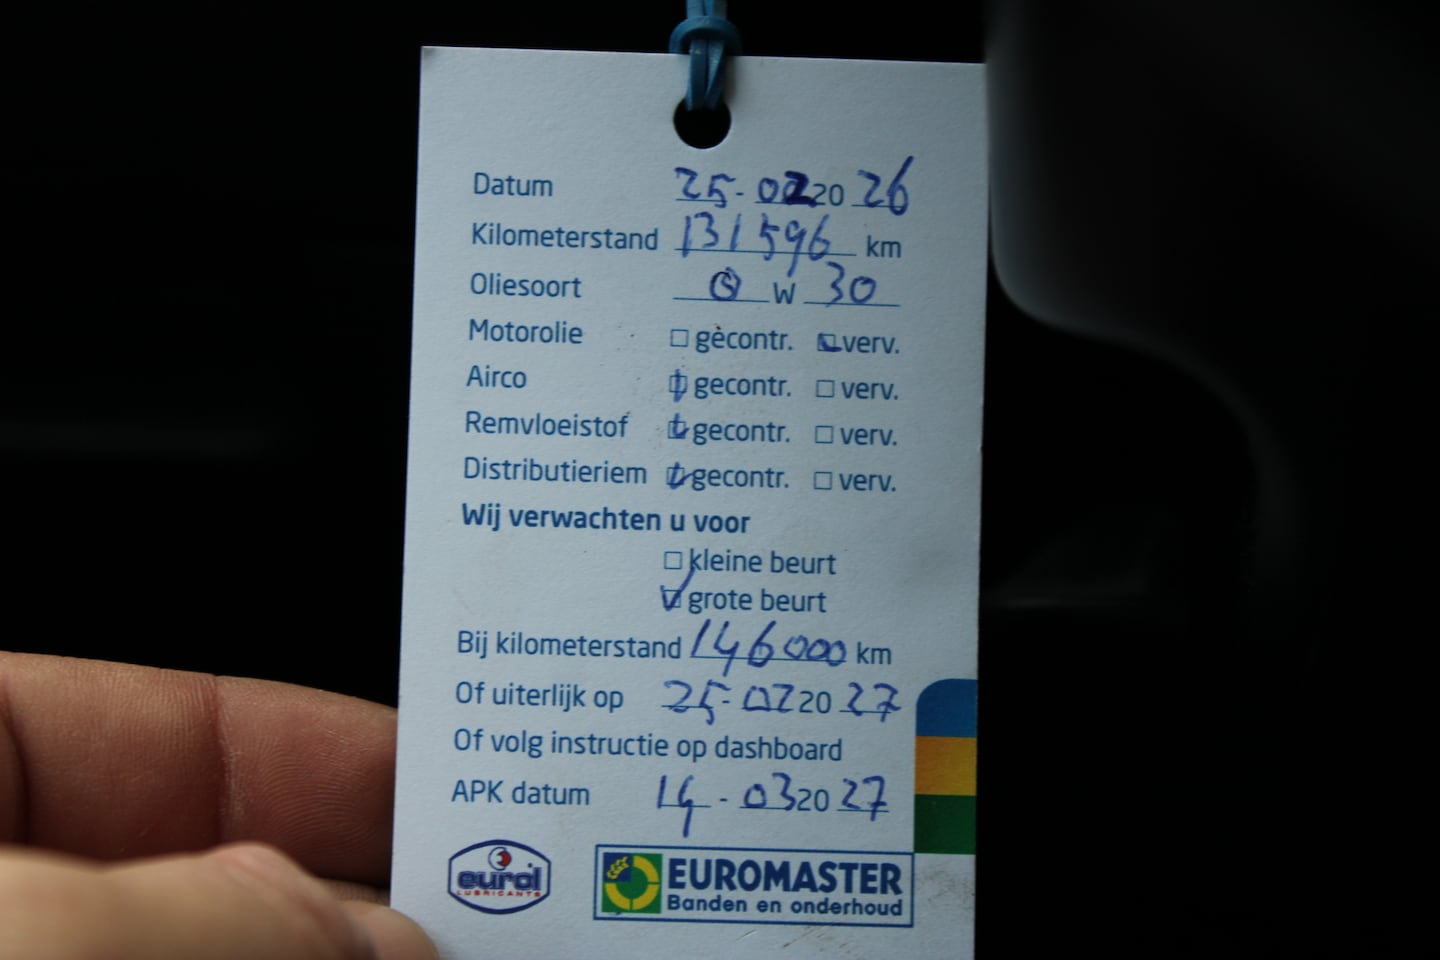 Datum 25-02 20 26
Kilometerstand 131596 km
Oliesoort 0 W 30
Motorolie gecontr. verv.
Airco gecontr. verv.
Remvloeistof gecontr. verv.
Distributieriem gecontr. verv.
Wij verwachten u voor
kleine beurt
grote beurt
Bij kilometerstand 146000 km
Of uiterlijk op 25-02 20 27
Of volg instructie op dashboard
APK datum 14-03 20 27
eurol
LUBRICANTS
EUROMASTER
Banden en onderhoud